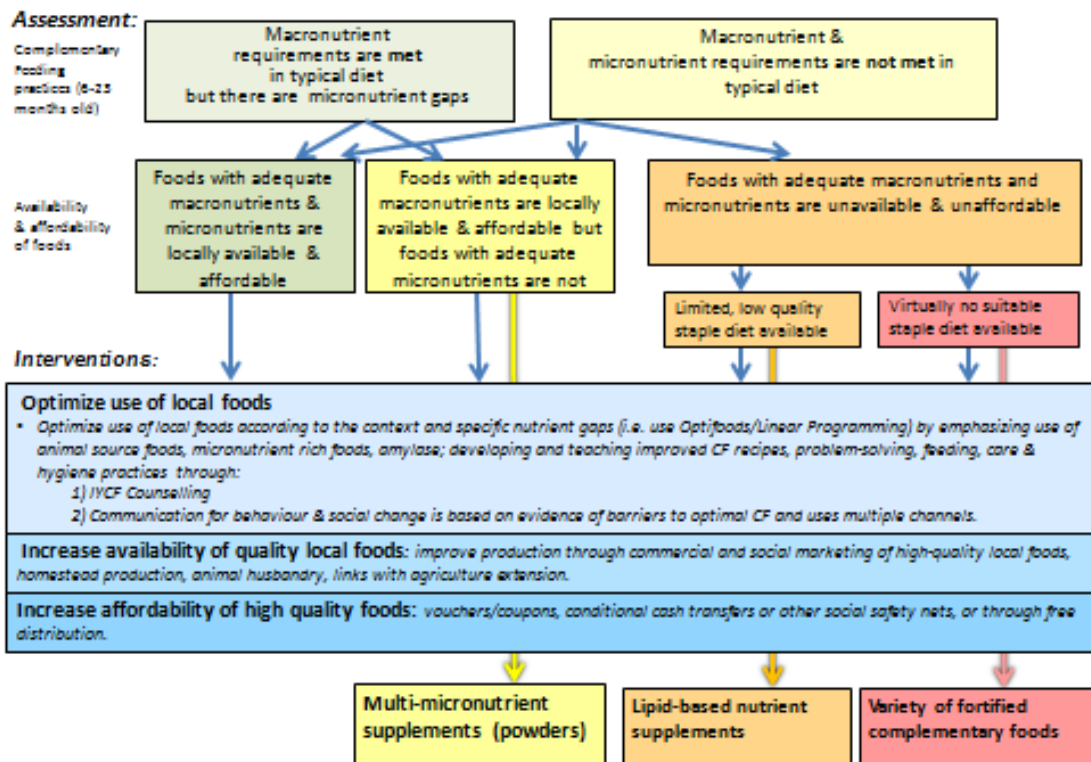 Assessment:
Complementary
Feeding
practices (6-23
months old)
Macronutrient
requirements are met
in typical diet
but there are micronutrient gaps
Macronutrient &
micronutrient requirements are not met in
typical diet
Availability
& affordability
of foods
Foods with adequate
macronutrients &
micronutrients are
locally available &
affordable
Foods with adequate
macronutrients are locally
available & affordable but
foods with adequate
micronutrients are not
Foods with adequate macronutrients and
micronutrients are unavailable & unaffordable
Limited, low quality
staple diet available
Virtually no suitable
staple diet available
Interventions:
Optimize use of local foods
• Optimize use of local foods according to the context and specific nutrient gaps (i.e. use Optifoods/Linear Programming) by emphasizing use of
animal source foods, micronutrient rich foods, amylase; developing and teaching improved CF recipes, problem-solving, feeding, care &
hygiene practices through:
1) IYCF Counselling
2) Communication for behaviour & social change is based on evidence of barriers to optimal CF and uses multiple channels.
Increase availability of quality local foods: improve production through commercial and social marketing of high-quality local foods,
homestead production, animal husbandry, links with agriculture extension.
Increase affordability of high quality foods: vouchers/coupons, conditional cash transfers or other social safety nets, or through free
distribution.
Multi-micronutrient
supplements (powders)
Lipid-based nutrient
supplements
Variety of fortified
complementary foods